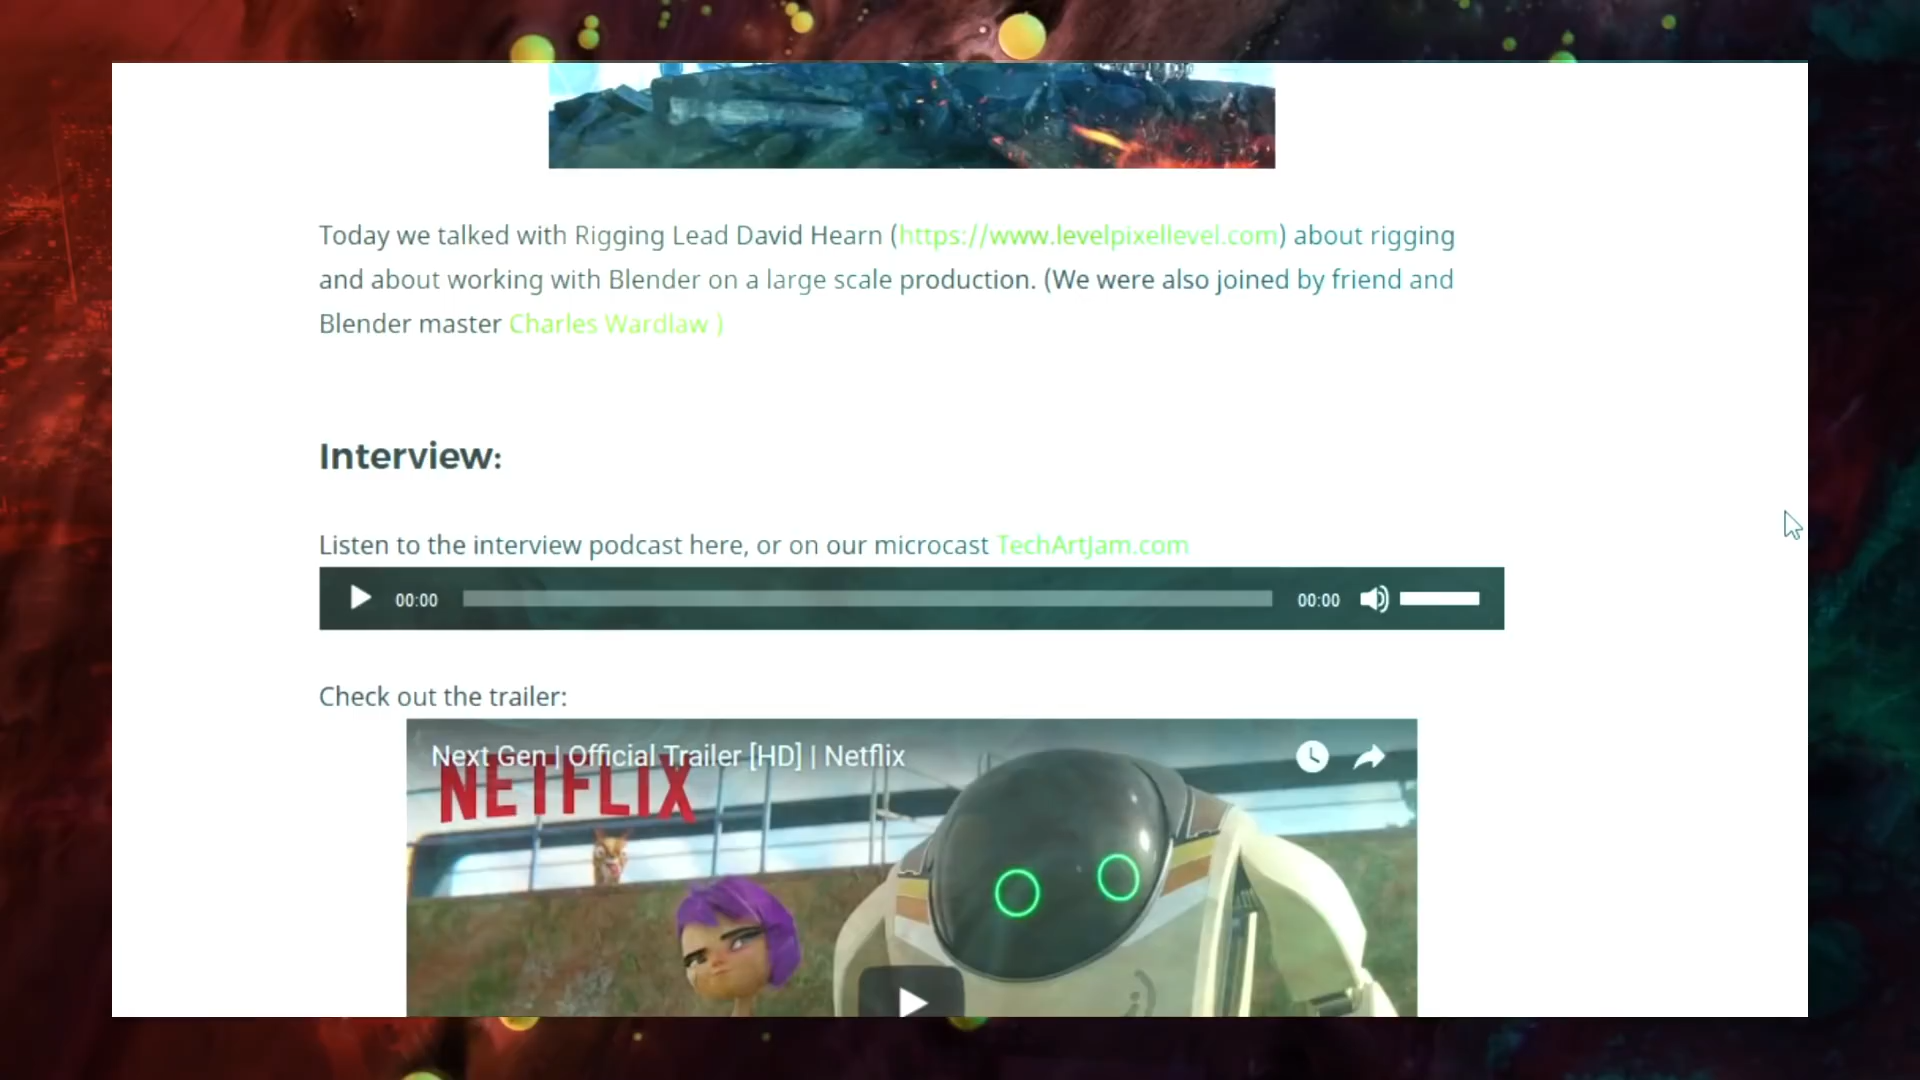 Today we talked with Rigging Lead David Hearn (https://www.levelpixellevel.com) about rigging
and about working with Blender on a large scale production. (We were also joined by friend and
Blender master Charles Wardlaw )
Interview:
Listen to the interview podcast here, or on our microcast TechArtJam.com
00:00
00:00
Check out the trailer:
Next Gen | Official Trailer [HD] | Netflix
NETFLIX